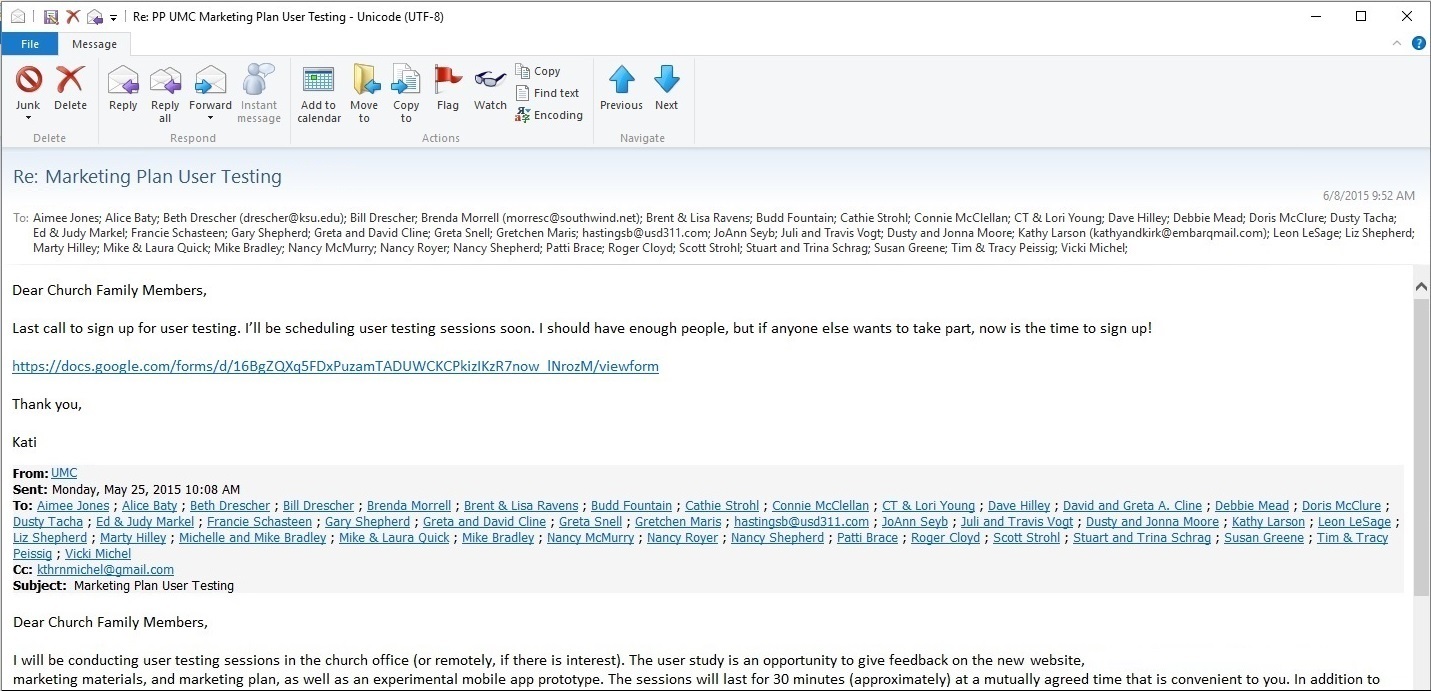 Re: PP UMC Marketing Plan User Testing - Unicode (UTF-8)
File Message
Junk Delete Reply Reply all Forward Instant message Add to calendar Move to Copy to Flag Watch Copy Find text Encoding Previous Next
Delete Respond Actions Navigate
Re: Marketing Plan User Testing
6/8/2015 9:52 AM
To: Aimee Jones; Alice Baty; Beth Drescher (drescher@ksu.edu); Bill Drescher; Brenda Morrell (morresc@southwind.net); Brent & Lisa Ravens; Budd Fountain; Cathie Strohl; Connie McClellan; CT & Lori Young; Dave Hilley; Debbie Mead; Doris McClure; Dusty Tacha;
Ed & Judy Markel; Francie Schasteen; Gary Shepherd; Greta and David Cline; Greta Snell; Gretchen Maris; hastingsb@usd311.com; JoAnn Seyb; Juli and Travis Vogt; Dusty and Jonna Moore; Kathy Larson (kathyandkirk@embarqmail.com); Leon LeSage; Liz Shepherd;
Marty Hilley; Mike & Laura Quick; Mike Bradley; Nancy McMurry; Nancy Royer; Nancy Shepherd; Patti Brace; Roger Cloyd; Scott Strohl; Stuart and Trina Schrag; Susan Greene; Tim & Tracy Peissig; Vicki Michel;
Dear Church Family Members,
Last call to sign up for user testing. I'll be scheduling user testing sessions soon. I should have enough people, but if anyone else wants to take part, now is the time to sign up!
https://docs.google.com/forms/d/16BgZQXq5FDxPuzamTADUWCKCPkizIKzR7now_lNrozM/viewform
Thank you,
Kati
From: UMC
Sent: Monday, May 25, 2015 10:08 AM
To: Aimee Jones ; Alice Baty ; Beth Drescher ; Bill Drescher ; Brenda Morrell ; Brent & Lisa Ravens ; Budd Fountain ; Cathie Strohl ; Connie McClellan ; CT & Lori Young ; Dave Hilley ; David and Greta A. Cline ; Debbie Mead ; Doris McClure ;
Dusty Tacha ; Ed & Judy Markel ; Francie Schasteen ; Gary Shepherd ; Greta and David Cline ; Greta Snell ; Gretchen Maris ; hastingsb@usd311.com ; JoAnn Seyb ; Juli and Travis Vogt ; Dusty and Jonna Moore ; Kathy Larson ; Leon LeSage ;
Liz Shepherd ; Marty Hilley ; Michelle and Mike Bradley ; Mike & Laura Quick ; Mike Bradley ; Nancy McMurry ; Nancy Royer ; Nancy Shepherd ; Patti Brace ; Roger Cloyd ; Scott Strohl ; Stuart and Trina Schrag ; Susan Greene ; Tim & Tracy
Peissig ; Vicki Michel
Cc: kthrnmichel@gmail.com
Subject: Marketing Plan User Testing
Dear Church Family Members,
I will be conducting user testing sessions in the church office (or remotely, if there is interest). The user study is an opportunity to give feedback on the new website,
marketing materials, and marketing plan, as well as an experimental mobile app prototype. The sessions will last for 30 minutes (approximately) at a mutually agreed time that is convenient to you. In addition to